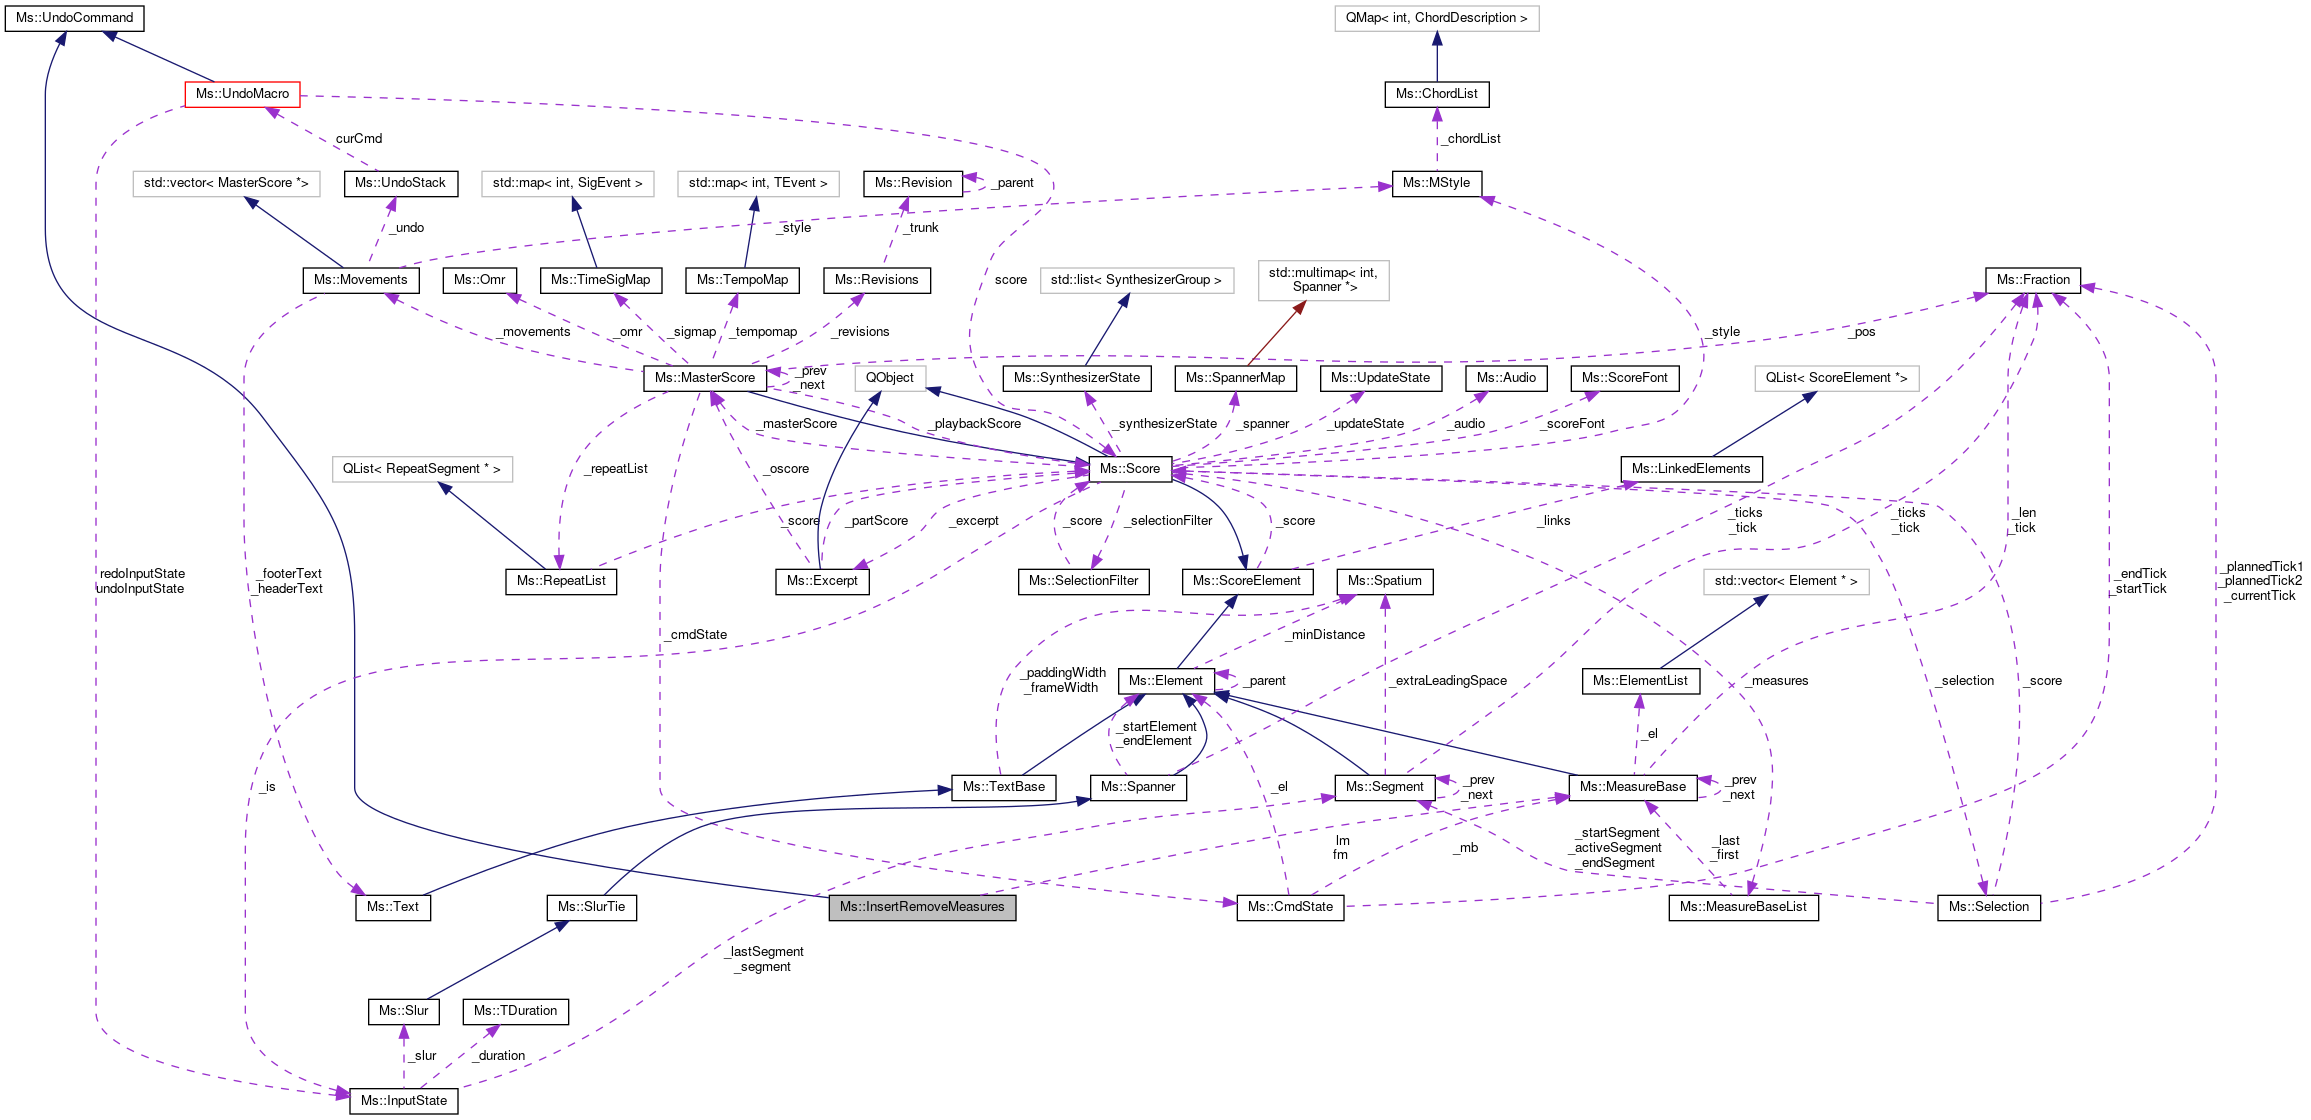 Ms::UndoCommand
QMap< int, ChordDescription >
Ms::UndoMacro
Ms::ChordList
curCmd
_chordList
std::vector< MasterScore *>
Ms::UndoStack
std::map< int, SigEvent >
std::map< int, TEvent >
Ms::Revision
_parent
Ms::MStyle
_undo
_style
_trunk
Ms::Movements
Ms::Omr
Ms::TimeSigMap
Ms::TempoMap
Ms::Revisions
score
std::list< SynthesizerGroup >
std::multimap< int,
Spanner *>
Ms::Fraction
_movements
_omr
_sigmap
_tempomap
_revisions
_style
_pos
Ms::MasterScore
_prev
_next
QObject
Ms::SynthesizerState
Ms::SpannerMap
Ms::UpdateState
Ms::Audio
Ms::ScoreFont
QList< ScoreElement *>
_masterScore
_playbackScore
_synthesizerState
_spanner
_updateState
_audio
_scoreFont
QList< RepeatSegment * >
_repeatList
_oscore
Ms::Score
Ms::LinkedElements
_score
_partScore
_excerpt
_score
_selectionFilter
_score
_links
_ticks
_tick
_ticks
_tick
_len
_tick
redoInputState
undoInputState
_footerText
_headerText
Ms::RepeatList
Ms::Excerpt
Ms::SelectionFilter
Ms::ScoreElement
Ms::Spatium
std::vector< Element * >
_endTick
_startTick
_plannedTick1
_plannedTick2
_currentTick
_cmdState
_minDistance
_paddingWidth
_frameWidth
Ms::Element
_parent
_extraLeadingSpace
Ms::ElementList
_measures
_selection
_score
_startElement
_endElement
_el
_is
Ms::TextBase
Ms::Spanner
_el
Ms::Segment
_prev
_next
Ms::MeasureBase
_prev
_next
lm
fm
_mb
_startSegment
_activeSegment
_endSegment
_last
_first
Ms::Text
Ms::SlurTie
Ms::InsertRemoveMeasures
Ms::CmdState
Ms::MeasureBaseList
Ms::Selection
_lastSegment
_segment
Ms::Slur
Ms::TDuration
_slur
_duration
Ms::InputState